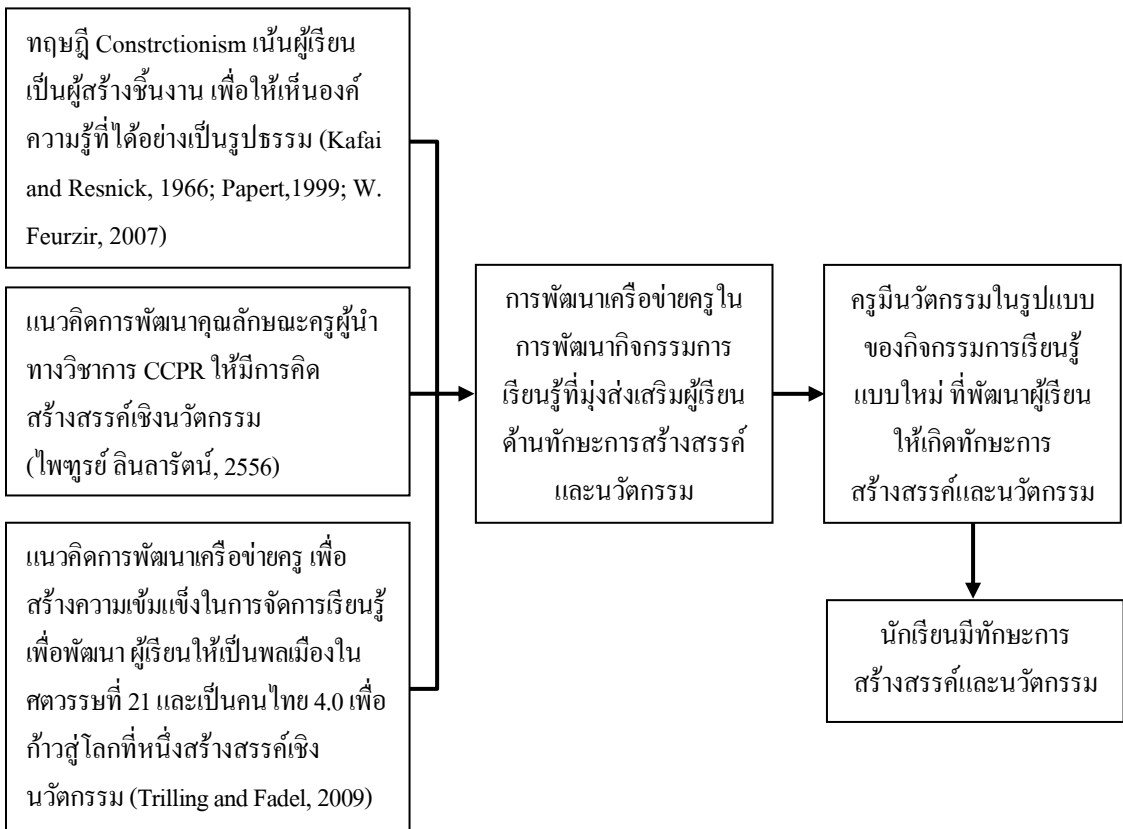 ทฤษฎี Constrctionism เน้นผู้เรียน
เป็นผู้สร้างชิ้นงาน เพื่อให้เห็นองค์
ความรู้ที่ได้อย่างเป็นรูปธรรม (Kafai
and Resnick, 1966; Papert,1999; W.
Feurzir, 2007)
แนวคิดการพัฒนาคุณลักษณะครูผู้นำ
ทางวิชาการ CCPR ให้มีการคิด
สร้างสรรค์เชิงนวัตกรรม
(ไพฑูรย์ ลินลารัตน์, 2556)
แนวคิดการพัฒนาเครือข่ายครู เพื่อ
สร้างความเข้มแข็งในการจัดการเรียนรู้
เพื่อพัฒนา ผู้เรียนให้เป็นพลเมืองใน
ศตวรรษที่ 21 และเป็นคนไทย 4.0 เพื่อ
ก้าวสู่โลกที่หนึ่งสร้างสรรค์เชิง
นวัตกรรม (Trilling and Fadel, 2009)
การพัฒนาเครือข่ายครูใน
การพัฒนากิจกรรมการ
เรียนรู้ที่มุ่งส่งเสริมผู้เรียน
ด้านทักษะการสร้างสรรค์
และนวัตกรรม
ครูมีนวัตกรรมในรูปแบบ
ของกิจกรรมการเรียนรู้
แบบใหม่ ที่พัฒนาผู้เรียน
ให้เกิดทักษะการ
สร้างสรรค์และนวัตกรรม
นักเรียนมีทักษะการ
สร้างสรรค์และนวัตกรรม